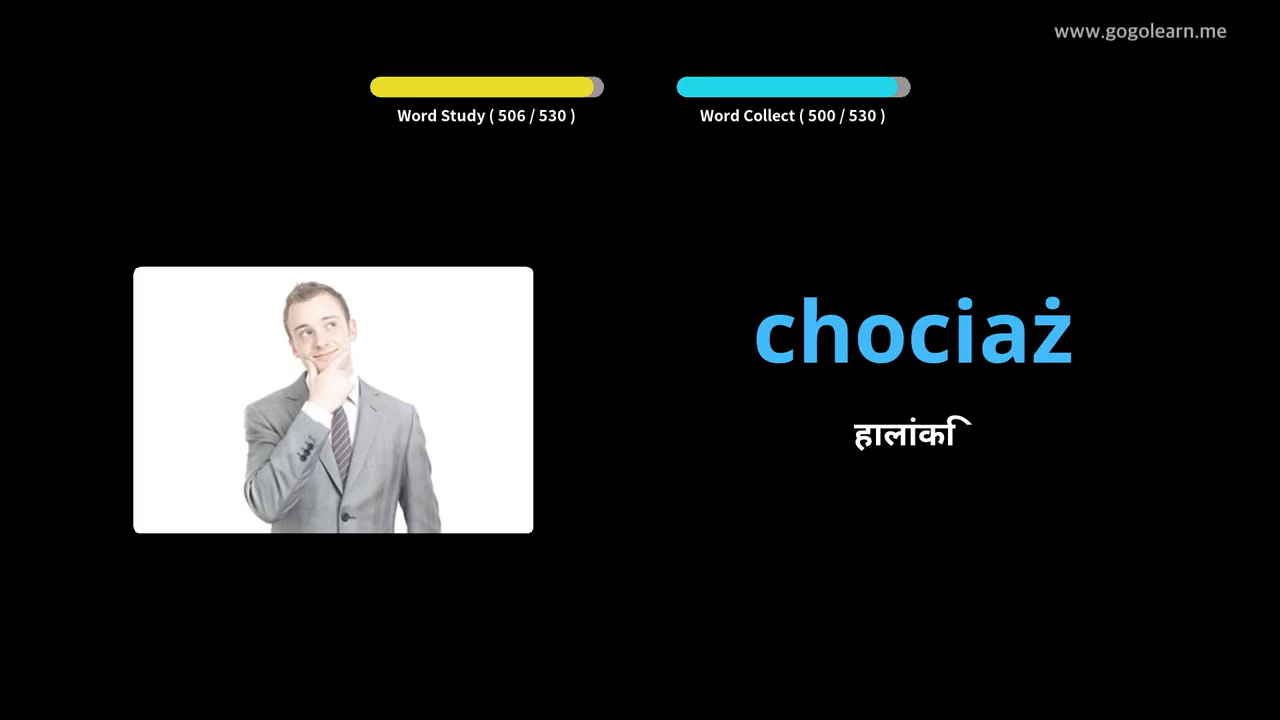 www.gogolearn.me
Word Study ( 506 / 530 )
Word Collect ( 500 / 530 )
chociaż
हालांकि